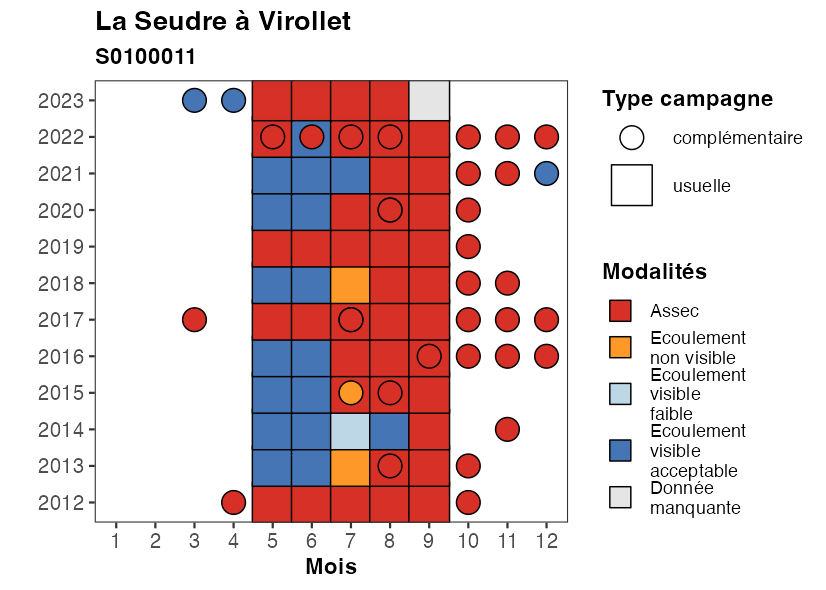 La Seudre à Virollet
S0100011
2023
2022
2021
2020
2019
2018
2017
2016
2015
2014
2013
2012
1 2 3 4 5 6 7 8 9 10 11 12
Mois
Type campagne
complémentaire
usuelle
Modalités
Assec
Ecoulement
non visible
Ecoulement
visible
faible
Ecoulement
visible
acceptable
Donnée
manquante